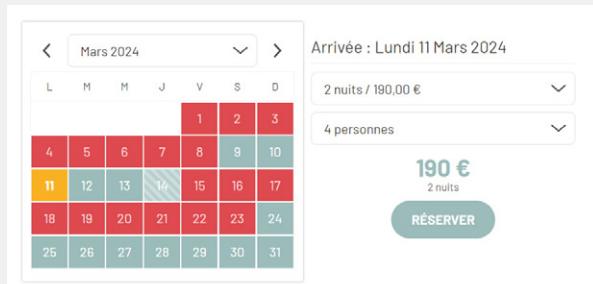 Mars 2024
L M M J V S D
1 2 3
4 5 6 7 8 9 10
11 12 13 14 15 16 17
18 19 20 21 22 23 24
25 26 27 28 29 30 31
Arrivée : Lundi 11 Mars 2024
2 nuits / 190,00 €
4 personnes
190 €
2 nuits
RÉSERVER